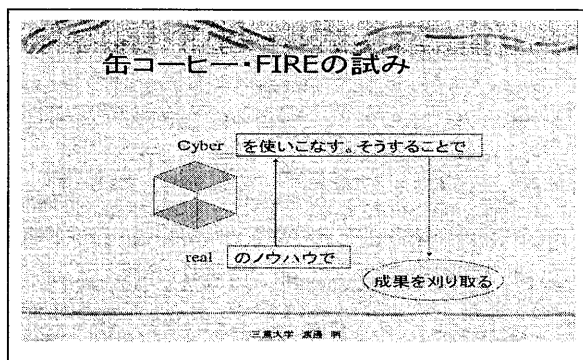 缶コーヒー・FIREの試み
Cyber を使いこなす。そうすることで
real のノウハウで
成果を刈り取る
三重大学 渡邊 明